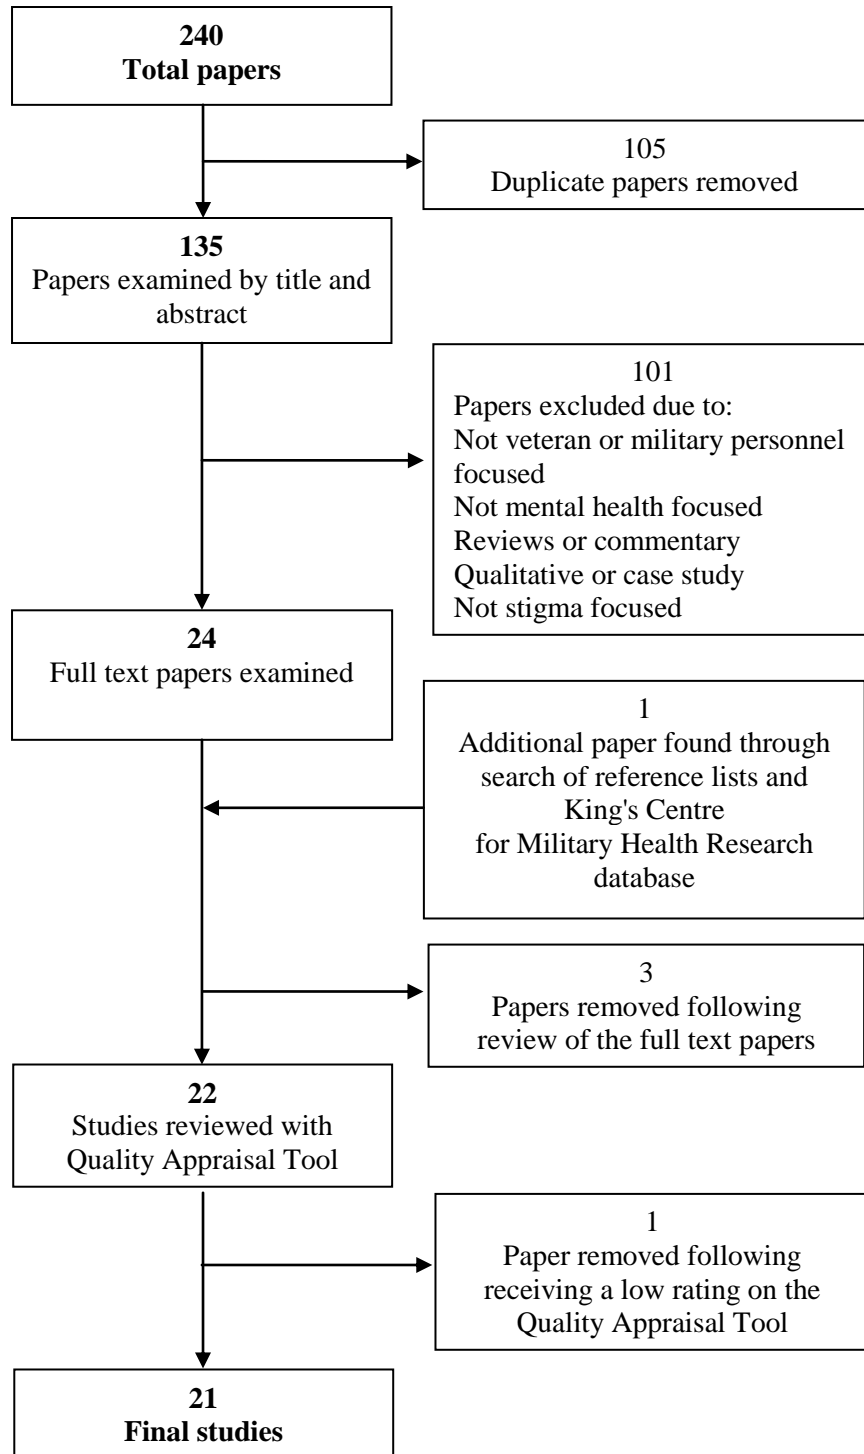 240
Total papers
105
Duplicate papers removed
135
Papers examined by title and
abstract
101
Papers excluded due to:
Not veteran or military personnel
focused
Not mental health focused
Reviews or commentary
Qualitative or case study
Not stigma focused
24
Full text papers examined
1
Additional paper found through
search of reference lists and
King's Centre
for Military Health Research
database
3
Papers removed following
review of the full text papers
22
Studies reviewed with
Quality Appraisal Tool
1
Paper removed following
receiving a low rating on the
Quality Appraisal Tool
21
Final studies